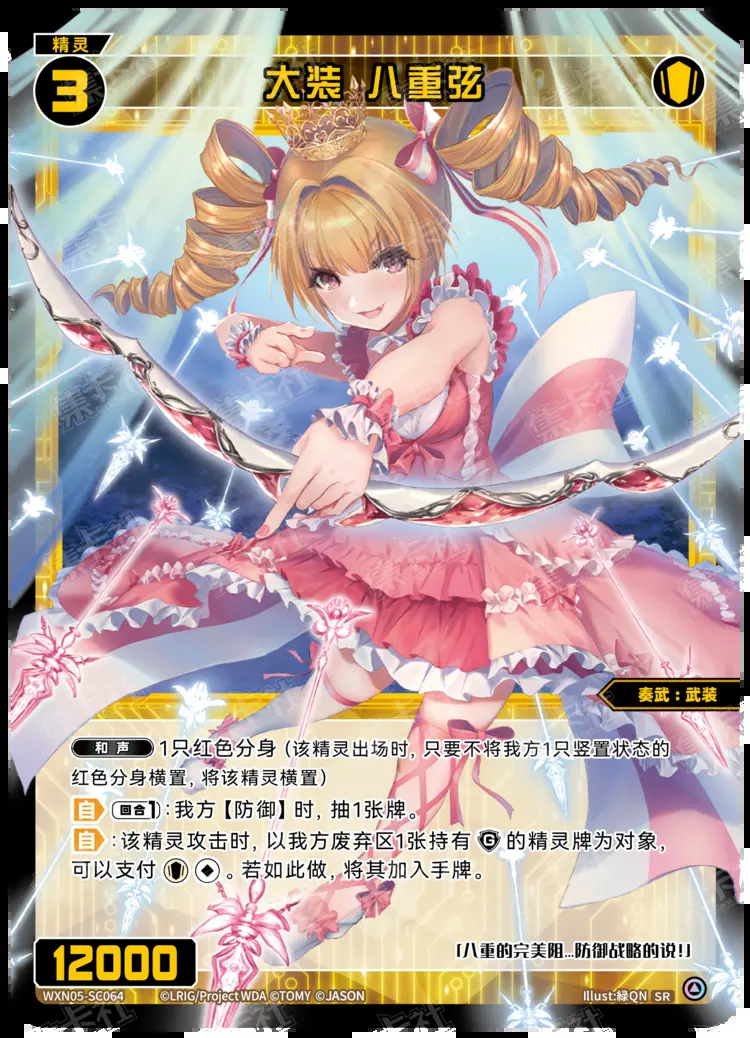 精灵
3
大装 八重弦
奏武：武装
和声 1只红色分身 (该精灵出场时, 只要不将我方1只竖置状态的
红色分身横置, 将该精灵横置)
自 回合1：我方【防御】时, 抽1张牌。
自：该精灵攻击时, 以我方废弃区1张持有 G 的精灵牌为对象,
可以支付 。若如此做, 将其加入手牌。
「八重的完美阻...防御战略的说!」
12000
WXN05-SC064 ©LRIG/Project WDA ©TOMY ©JASON Illust:緑QN SR
集卡社